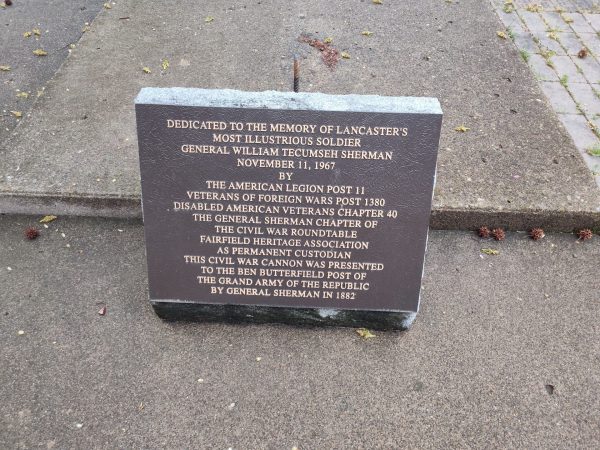 DEDICATED TO THE MEMORY OF LANCASTER'S
MOST ILLUSTRIOUS SOLDIER
GENERAL WILLIAM TECUMSEH SHERMAN
NOVEMBER 11, 1967
BY
THE AMERICAN LEGION POST 11
VETERANS OF FOREIGN WARS POST 1380
DISABLED AMERICAN VETERANS CHAPTER 40
THE GENERAL SHERMAN CHAPTER OF
THE CIVIL WAR ROUNDTABLE
FAIRFIELD HERITAGE ASSOCIATION
AS PERMANENT CUSTODIAN
THIS CIVIL WAR CANNON WAS PRESENTED
TO THE BEN BUTTERFIELD POST OF
THE GRAND ARMY OF THE REPUBLIC
BY GENERAL SHERMAN IN 1882